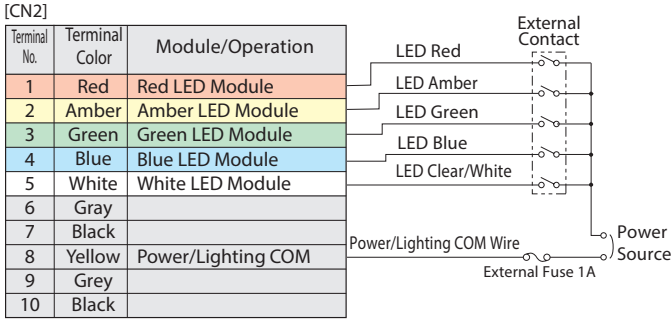 [CN2]
Terminal No. Terminal Color Module/Operation
1 Red Red LED Module
2 Amber Amber LED Module
3 Green Green LED Module
4 Blue Blue LED Module
5 White White LED Module
6 Gray
7 Black
8 Yellow Power/Lighting COM
9 Grey
10 Black
External
Contact
LED Red
LED Amber
LED Green
LED Blue
LED Clear/White
Power/Lighting COM Wire
External Fuse 1A
Power
Source